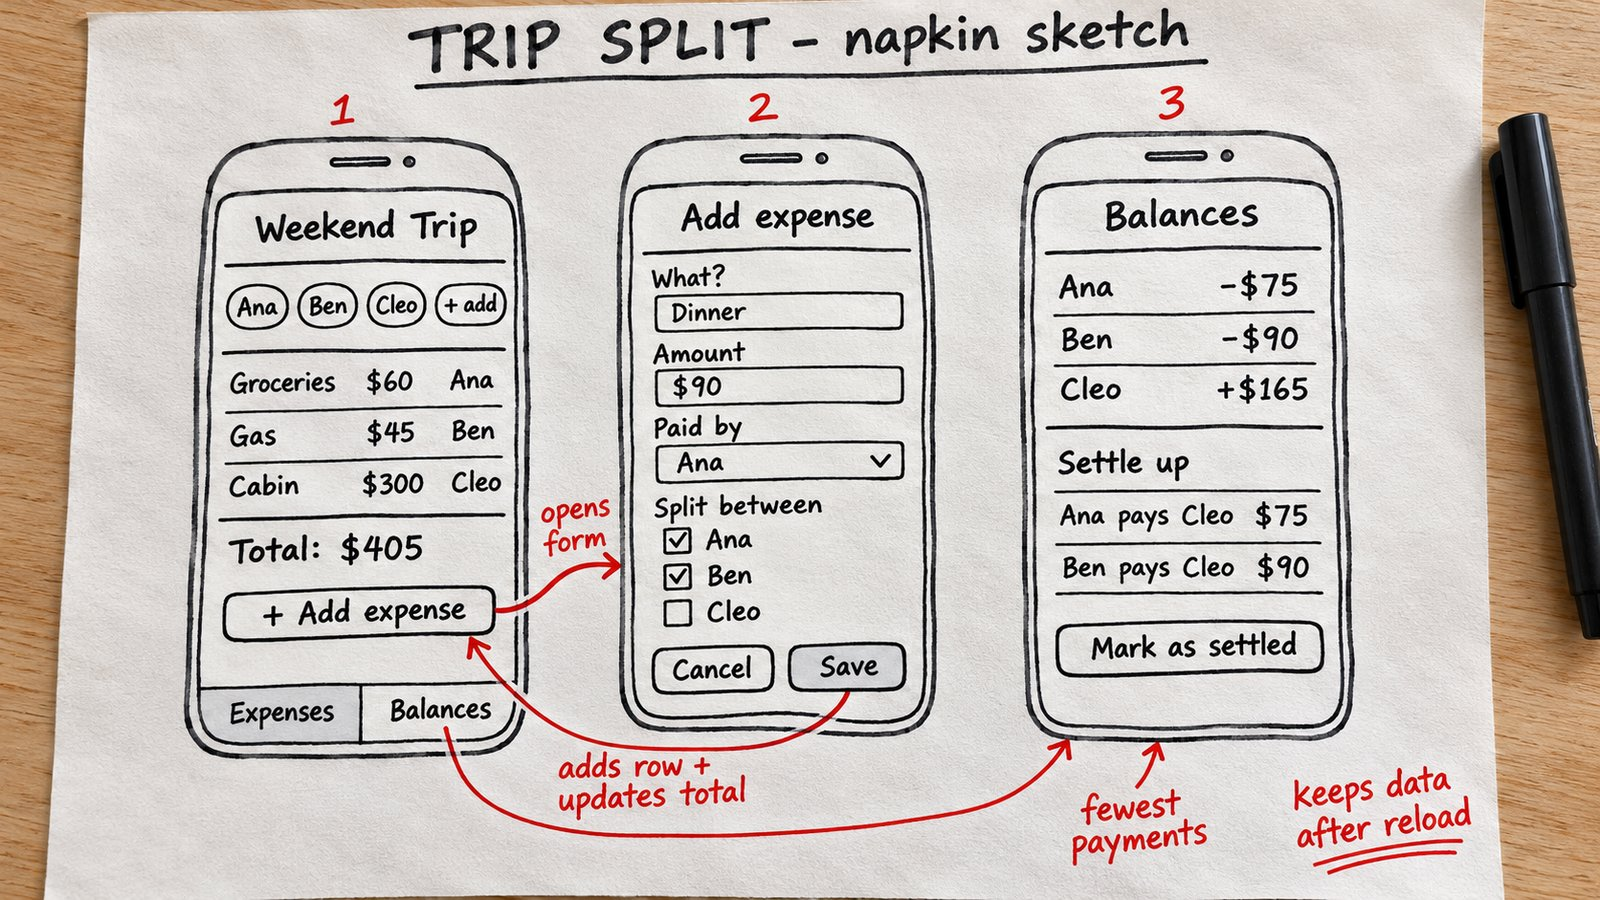 TRIP SPLIT - napkin sketch
1
Weekend Trip
Ana Ben Cleo + add
Groceries $60 Ana
Gas $45 Ben
Cabin $300 Cleo
Total: $405
+ Add expense
Expenses Balances
opens
form
2
Add expense
What?
Dinner
Amount
$90
Paid by
Ana
Split between
Ana
Ben
Cleo
Cancel Save
adds row +
updates total
3
Balances
Ana -$75
Ben -$90
Cleo +$165
Settle up
Ana pays Cleo $75
Ben pays Cleo $90
Mark as settled
fewest
payments
keeps data
after reload